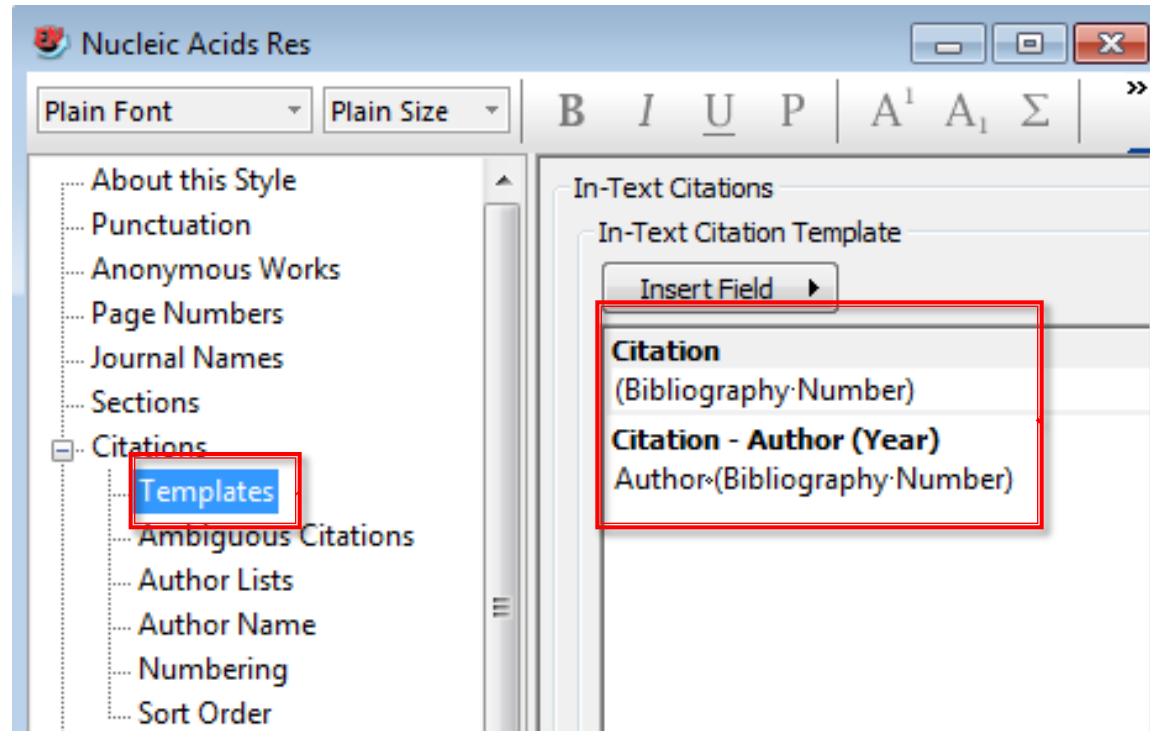 Nucleic Acids Res
Plain Font Plain Size B I U P A¹ A₁ Σ »
About this Style
Punctuation
Anonymous Works
Page Numbers
Journal Names
Sections
Citations
Templates
Ambiguous Citations
Author Lists
Author Name
Numbering
Sort Order
In-Text Citations
In-Text Citation Template
Insert Field
Citation
(Bibliography·Number)
Citation - Author (Year)
Author·(Bibliography·Number)